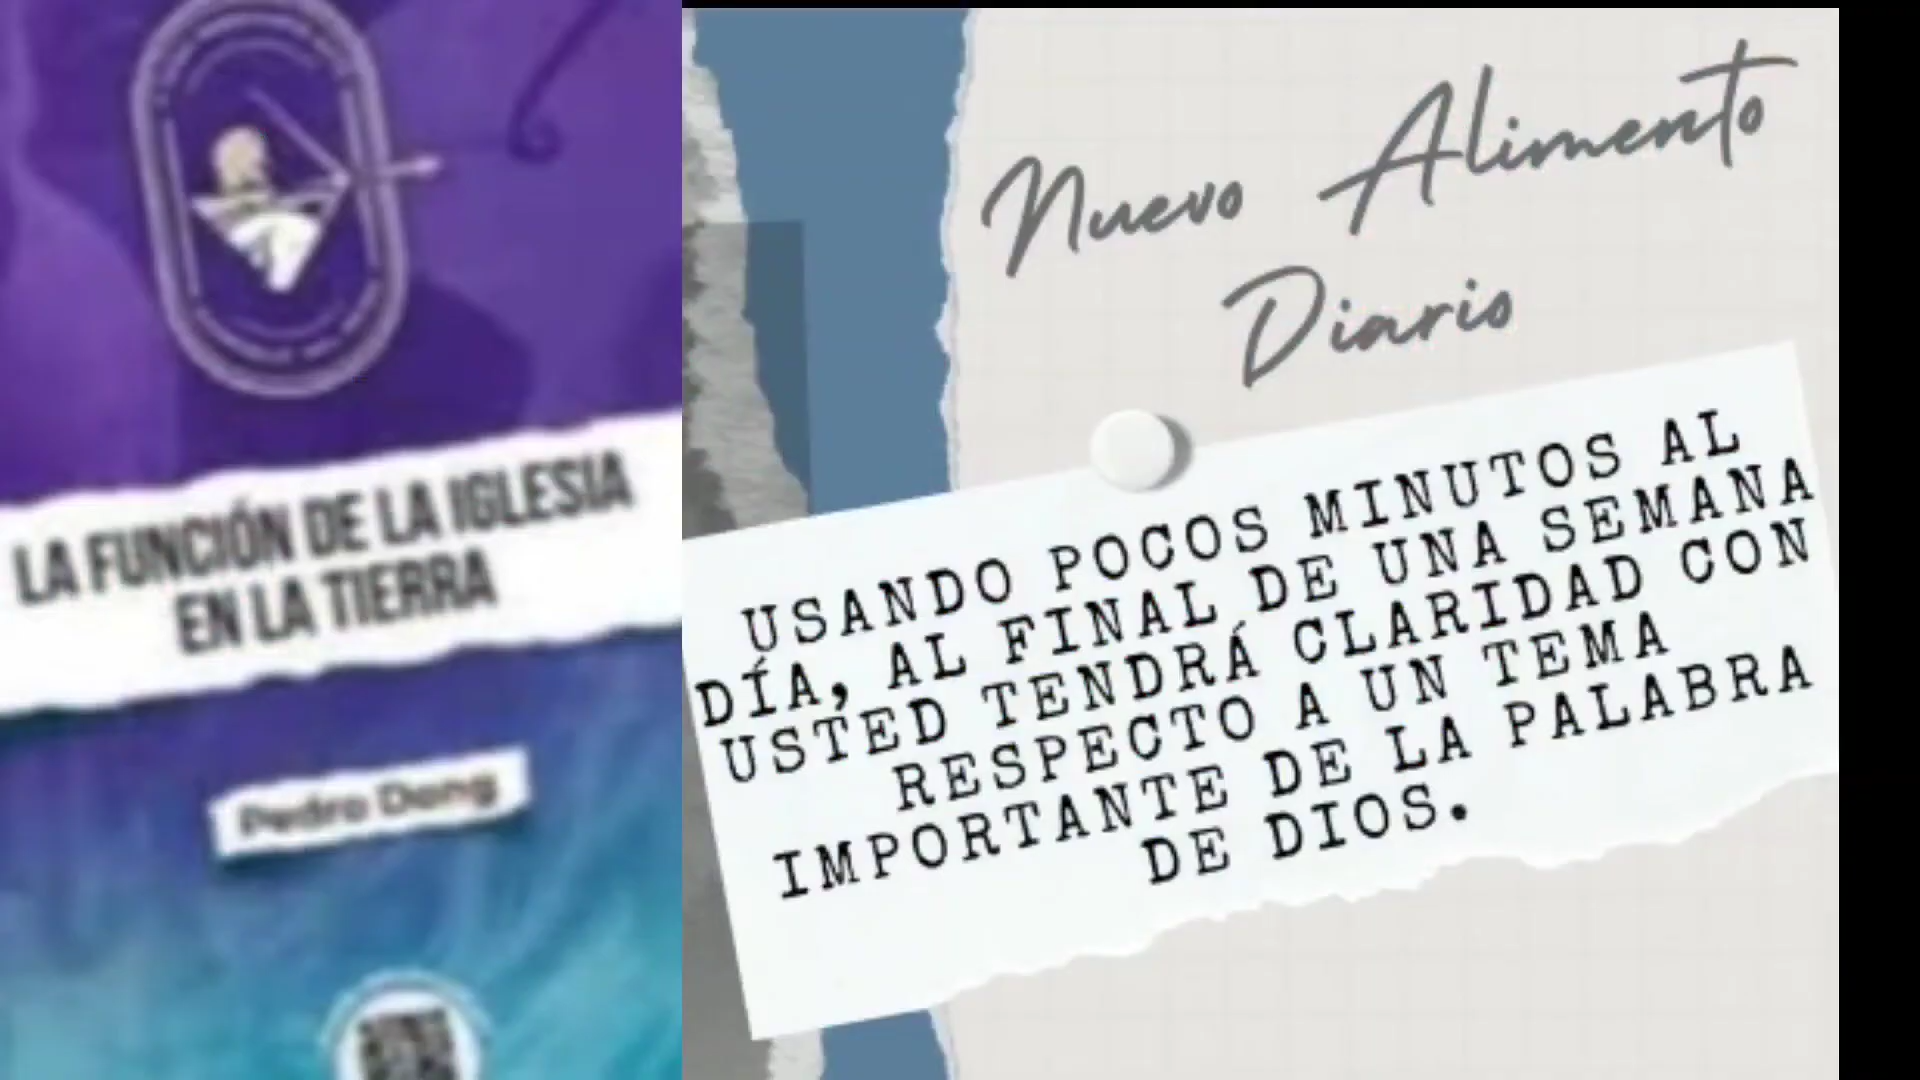 LA FUNCIÓN DE LA IGLESIA
EN LA TIERRA
Pedro Dong
Nuevo Alimento
Diario
USANDO POCOS MINUTOS AL
DÍA, AL FINAL DE UNA SEMANA
USTED TENDRÁ CLARIDAD CON
RESPECTO A UN TEMA
IMPORTANTE DE LA PALABRA
DE DIOS.